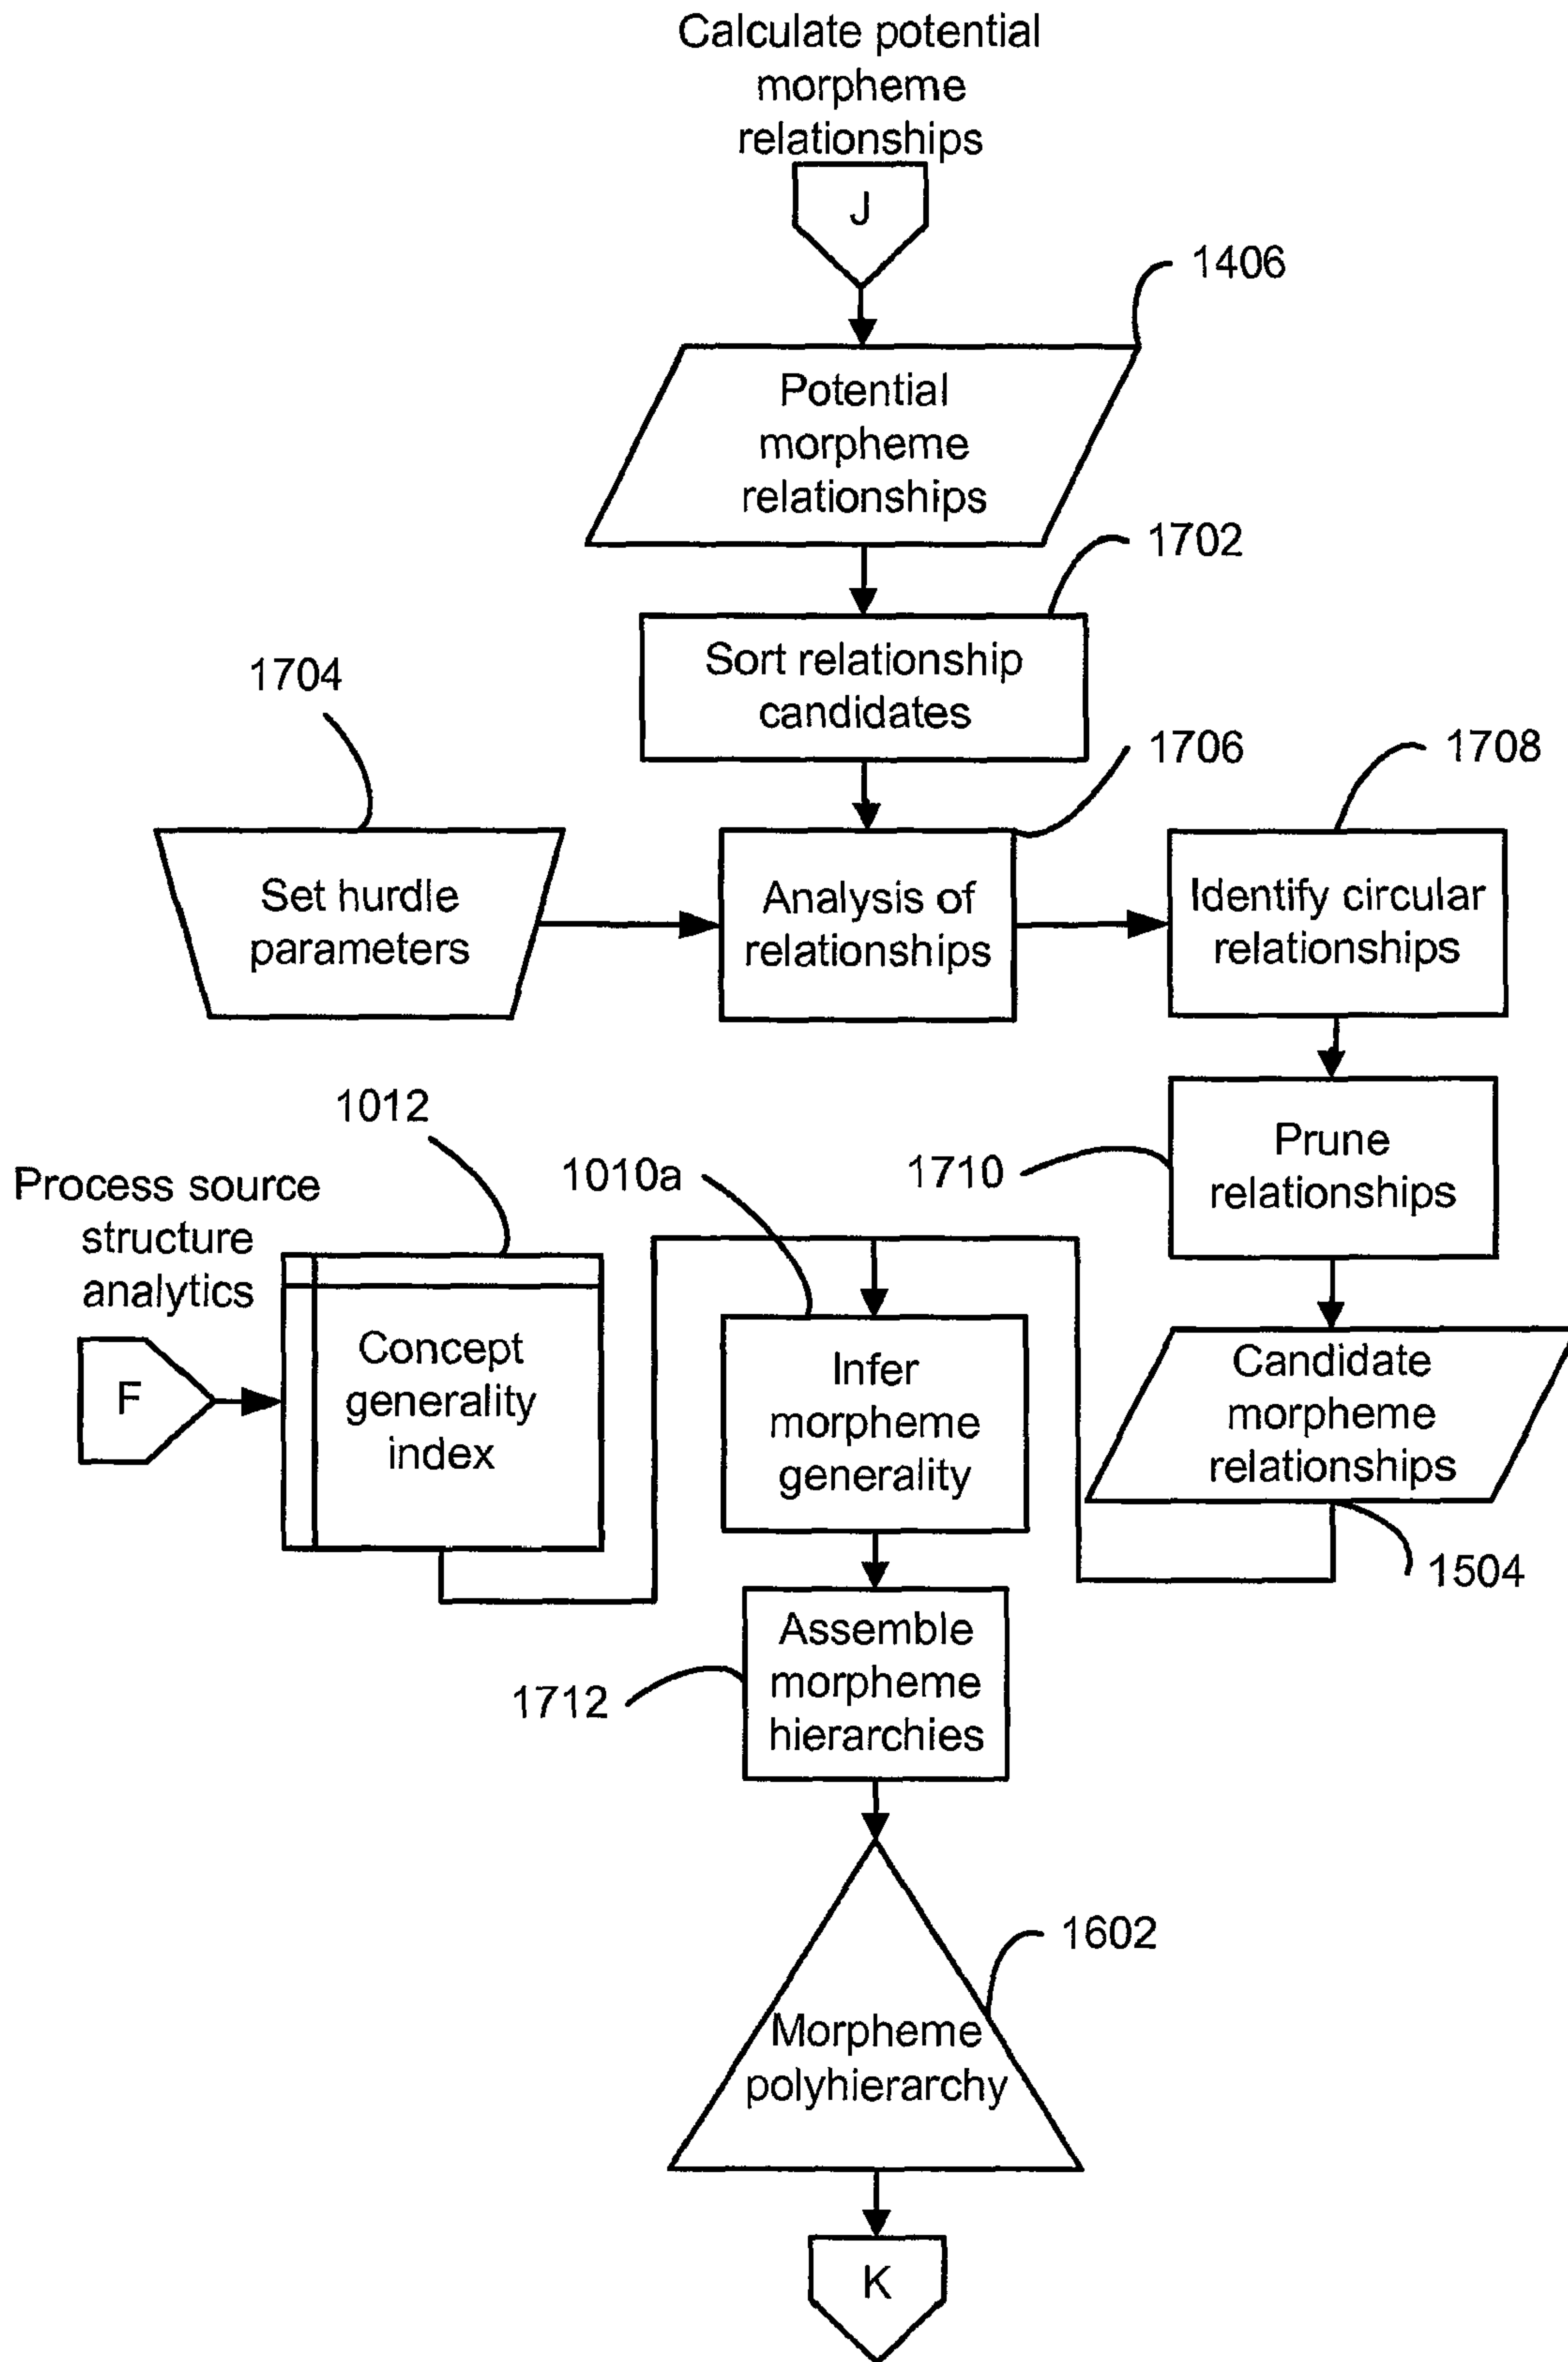 Calculate potential
morpheme
relationships
J
1406
Potential
morpheme
relationships
1702
Sort relationship
candidates
1704
1706
1708
Set hurdle
parameters
Analysis of
relationships
Identify circular
relationships
1012
Process source
structure
analytics
1010a
1710
Prune
relationships
F
Concept
generality
index
Infer
morpheme
generality
Candidate
morpheme
relationships
1504
Assemble
morpheme
hierarchies
1712
1602
Morpheme
polyhierarchy
K